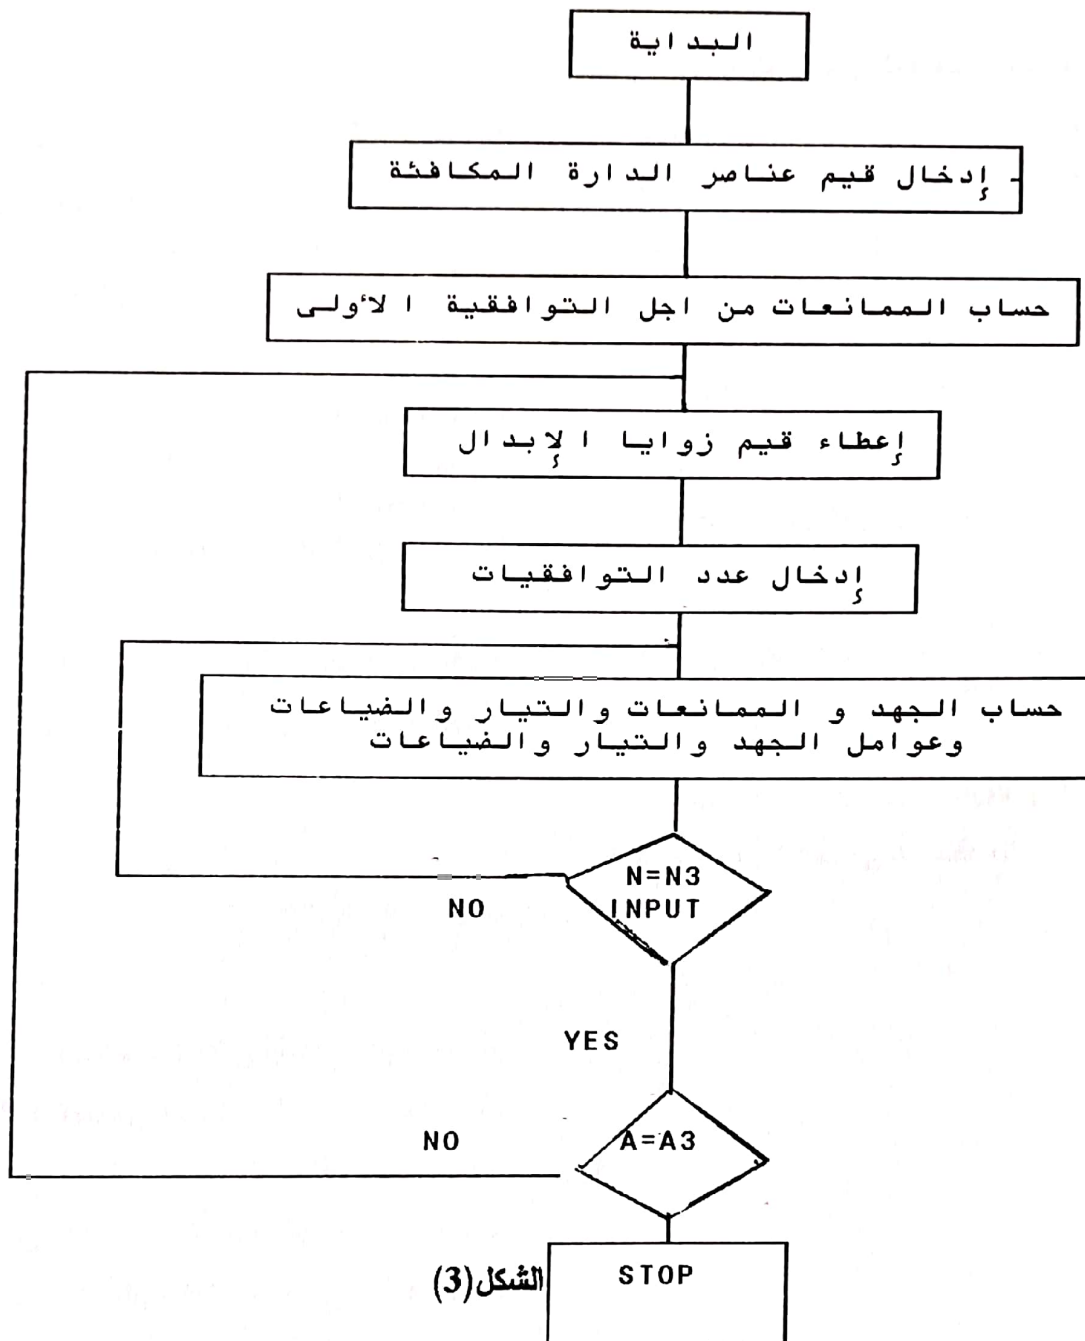 البداية
إدخال قيم عناصر الدارة المكافئة
حساب الممانعات من اجل التوافقية الأولى
إعطاء قيم زوايا الإبدال
إدخال عدد التوافقيات
حساب الجهد و الممانعات والتيار والضياعات
وعوامل الجهد والتيار والضياعات
N=N3
NO
INPUT
YES
NO
A=A3
STOP
الشكل(3)